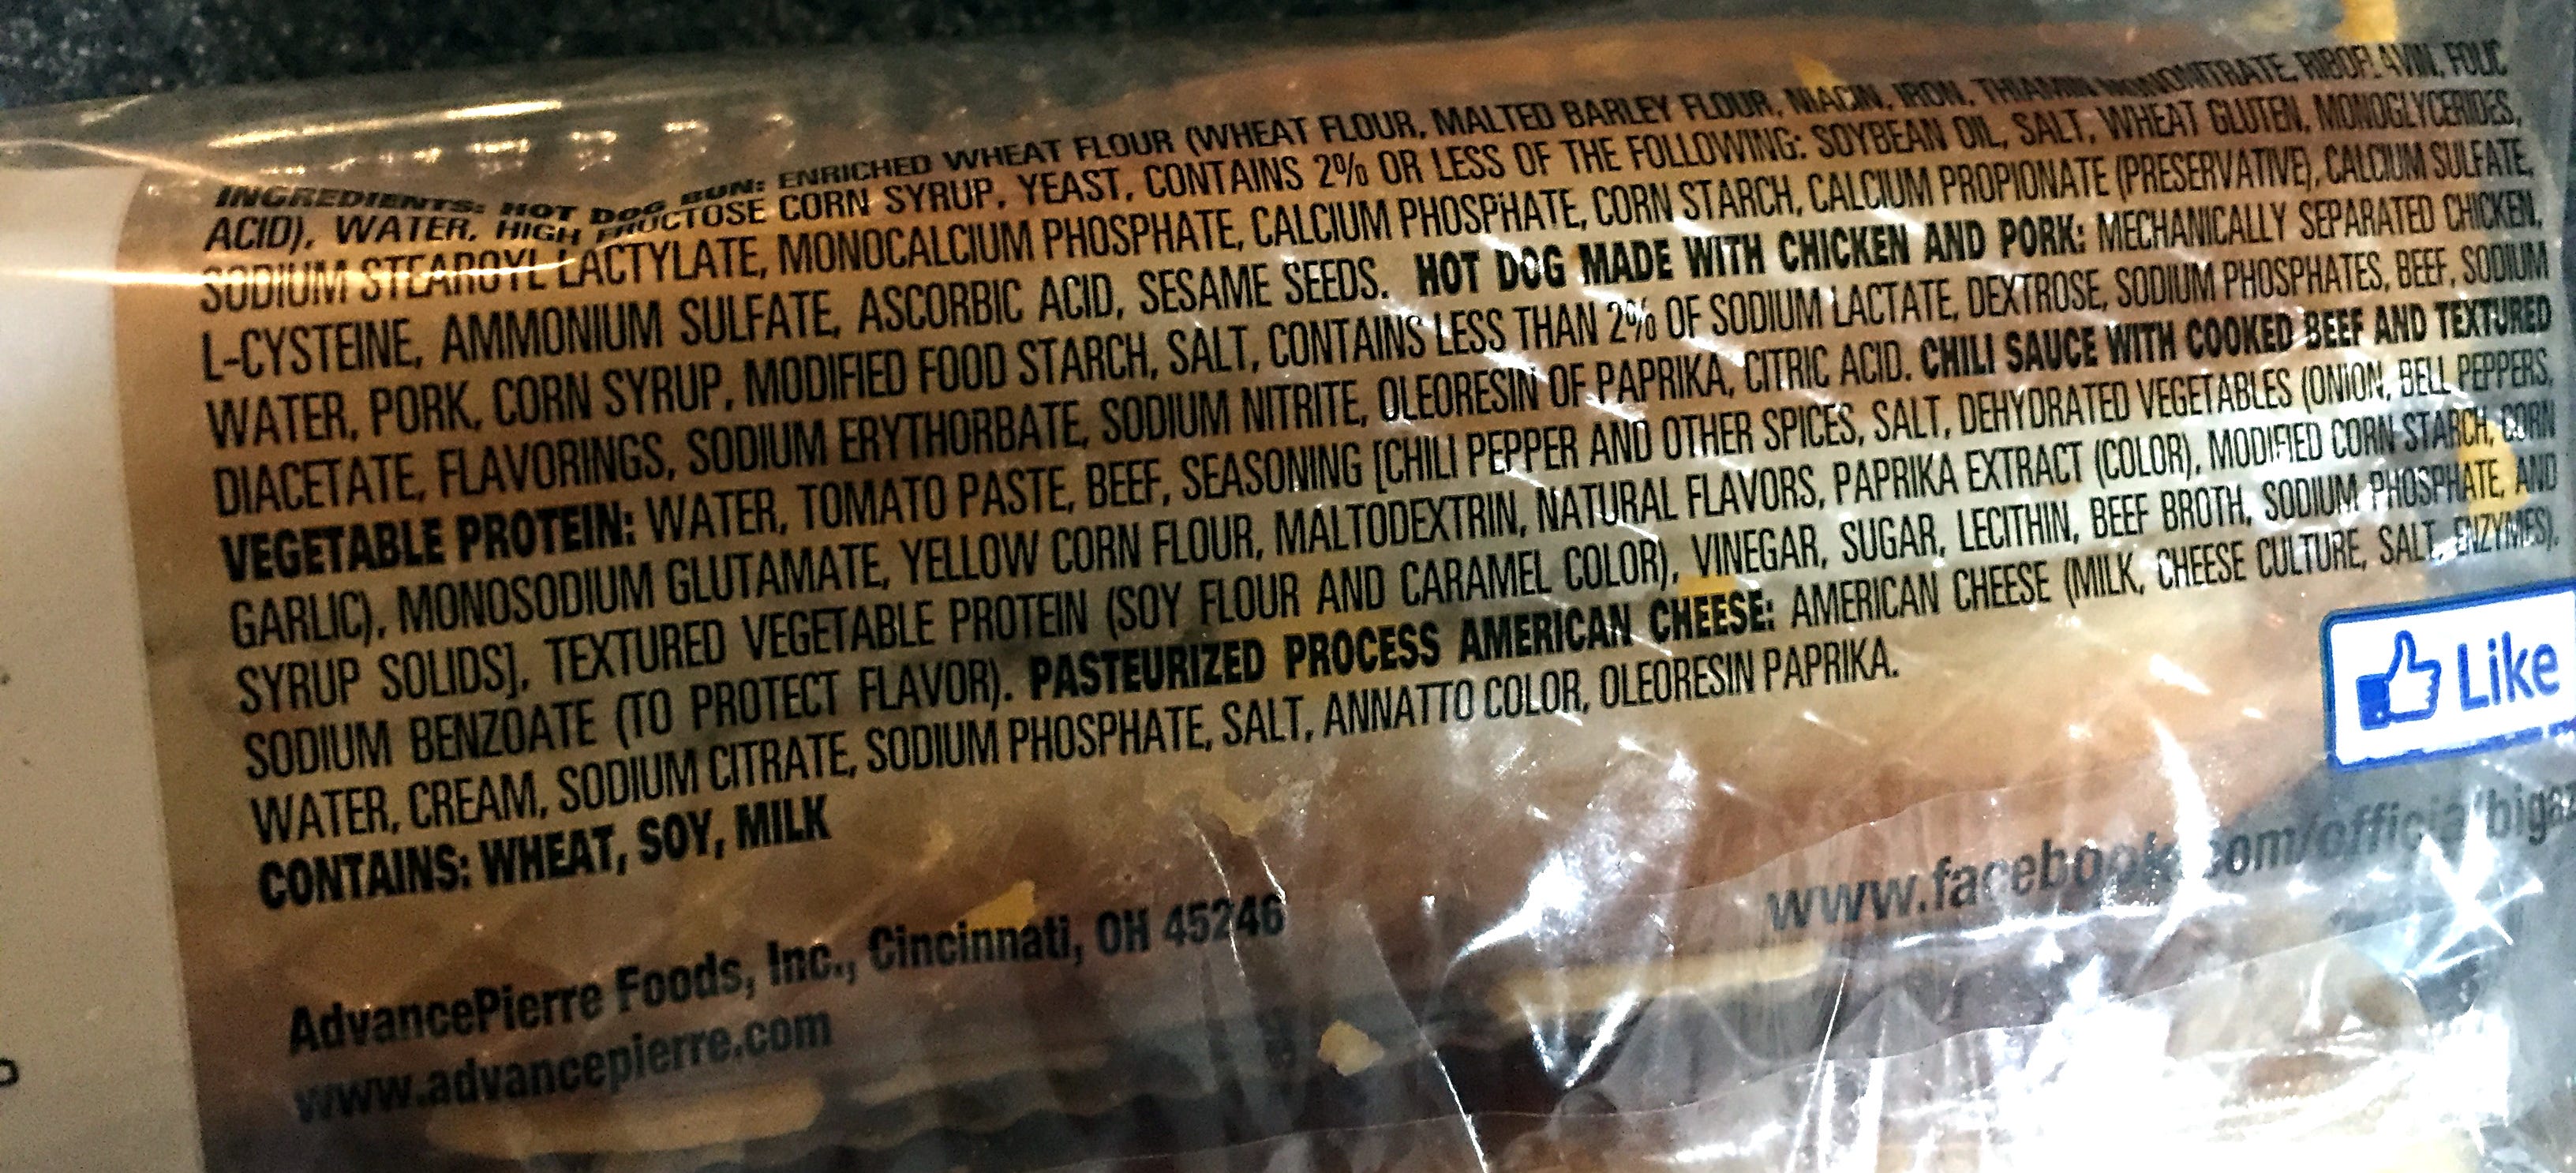 INGREDIENTS: HOT DOG BUN: ENRICHED WHEAT FLOUR (WHEAT FLOUR, MALTED BARLEY FLOUR, NIACIN, IRON, THIAMIN MONONITRATE, RIBOFLAVIN, FOLIC
ACID), WATER, HIGH FRUCTOSE CORN SYRUP, YEAST, CONTAINS 2% OR LESS OF THE FOLLOWING: SOYBEAN OIL, SALT, WHEAT GLUTEN, MONOGLYCERIDES,
SODIUM STEAROYL LACTYLATE, MONOCALCIUM PHOSPHATE, CALCIUM PHOSPHATE, CORN STARCH, CALCIUM PROPIONATE (PRESERVATIVE), CALCIUM SULFATE,
L-CYSTEINE, AMMONIUM SULFATE, ASCORBIC ACID, SESAME SEEDS. HOT DOG MADE WITH CHICKEN AND PORK: MECHANICALLY SEPARATED CHICKEN,
WATER, PORK, CORN SYRUP, MODIFIED FOOD STARCH, SALT, CONTAINS LESS THAN 2% OF SODIUM LACTATE, DEXTROSE, SODIUM PHOSPHATES, BEEF, SODIUM
DIACETATE, FLAVORINGS, SODIUM ERYTHORBATE, SODIUM NITRITE, OLEORESIN OF PAPRIKA, CITRIC ACID. CHILI SAUCE WITH COOKED BEEF AND TEXTURED
VEGETABLE PROTEIN: WATER, TOMATO PASTE, BEEF, SEASONING [CHILI PEPPER AND OTHER SPICES, SALT, DEHYDRATED VEGETABLES (ONION, BELL PEPPERS,
GARLIC), MONOSODIUM GLUTAMATE, YELLOW CORN FLOUR, MALTODEXTRIN, NATURAL FLAVORS, PAPRIKA EXTRACT (COLOR), MODIFIED CORN STARCH, CORN
SYRUP SOLIDS], TEXTURED VEGETABLE PROTEIN (SOY FLOUR AND CARAMEL COLOR), VINEGAR, SUGAR, LECITHIN, BEEF BROTH, SODIUM PHOSPHATE, AND
SODIUM BENZOATE (TO PROTECT FLAVOR). PASTEURIZED PROCESS AMERICAN CHEESE: AMERICAN CHEESE (MILK, CHEESE CULTURE, SALT, ENZYMES),
WATER, CREAM, SODIUM CITRATE, SODIUM PHOSPHATE, SALT, ANNATTO COLOR, OLEORESIN PAPRIKA.
CONTAINS: WHEAT, SOY, MILK
Like
www.facebook.com/official
AdvancePierre Foods, Inc., Cincinnati, OH 45246
www.advancepierre.com